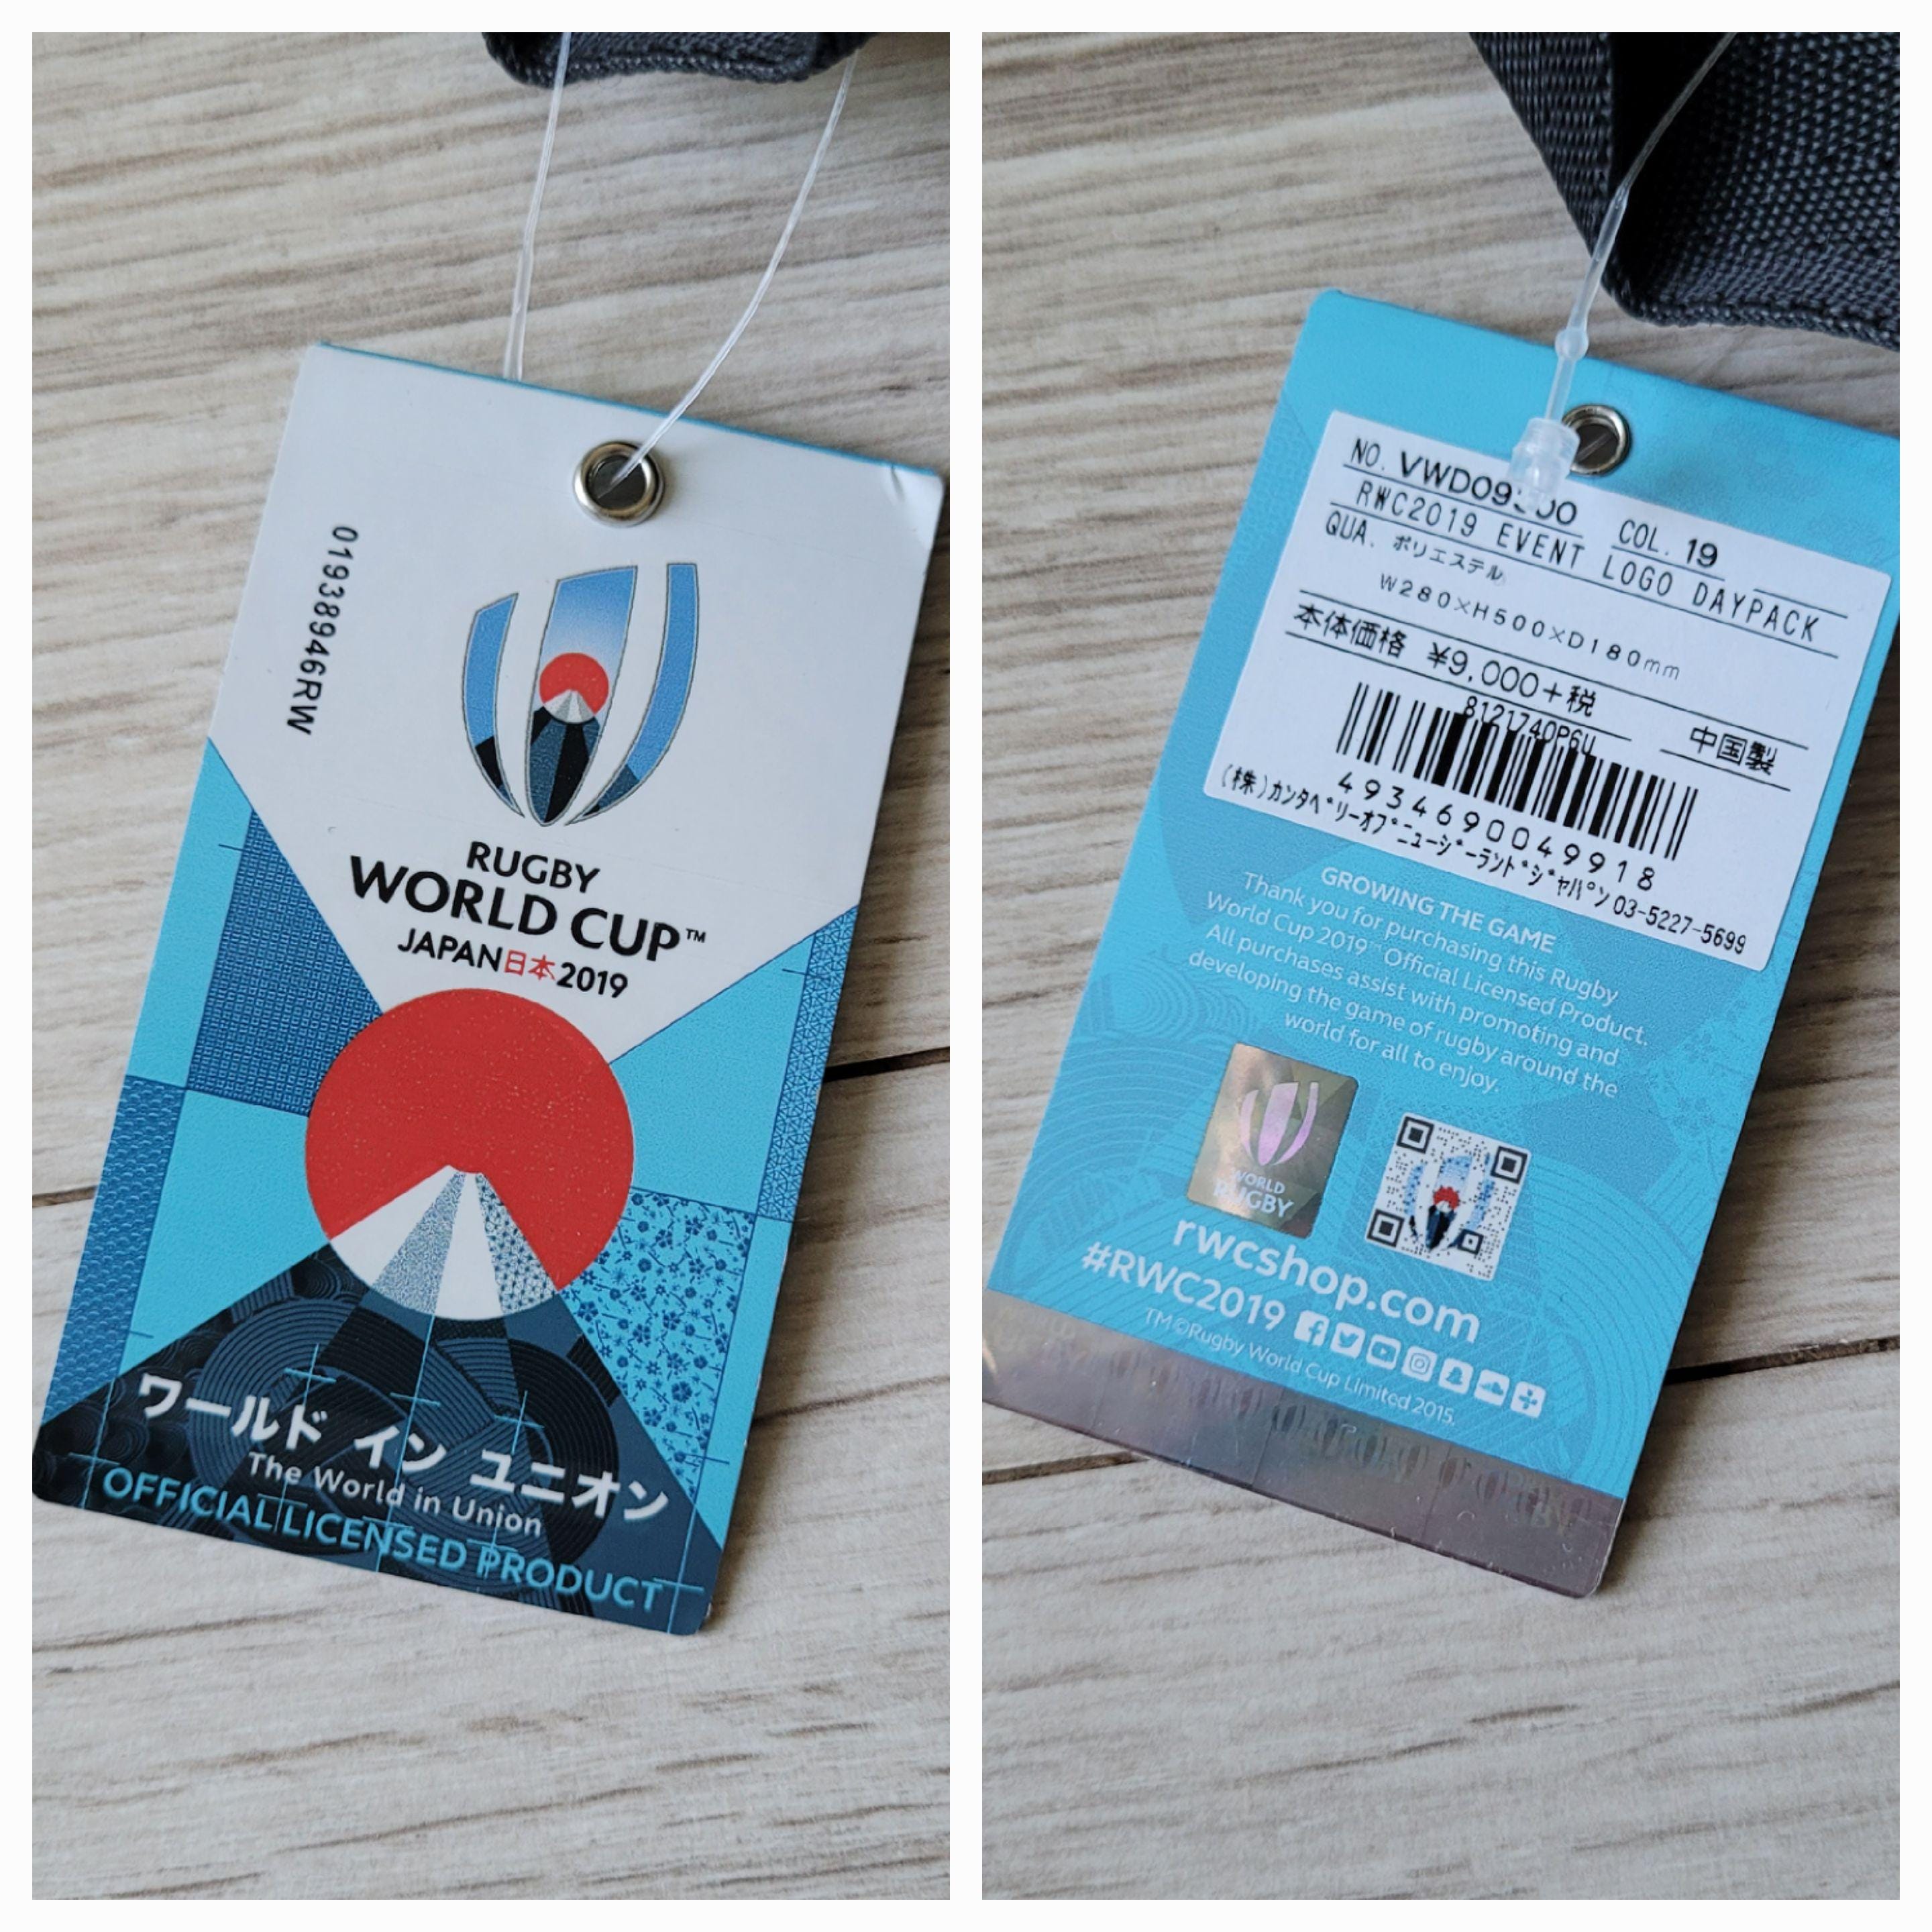 01938946RW
RUGBY
WORLD CUP™
JAPAN日本2019
ワールド イン ユニオン
The World in Union
OFFICIAL LICENSED PRODUCT
NO. COL. 19
RWC2019 EVENT LOGO DAYPACK
QUA. ポリエステル
W280×H500×D180mm
本体価格 ¥9,000+税
8121740P6U 中国製
4934690049918
(株)カンタベリーオブニュージーランドジャパン 03-5227-5699
GROWING THE GAME
Thank you for purchasing this Rugby
World Cup 2019™ Official Licensed Product.
All purchases assist with promoting and
developing the game of rugby around the
world for all to enjoy.
WORLD
RUGBY
rwcshop.com
#RWC2019
TM©Rugby World Cup Limited 2015.